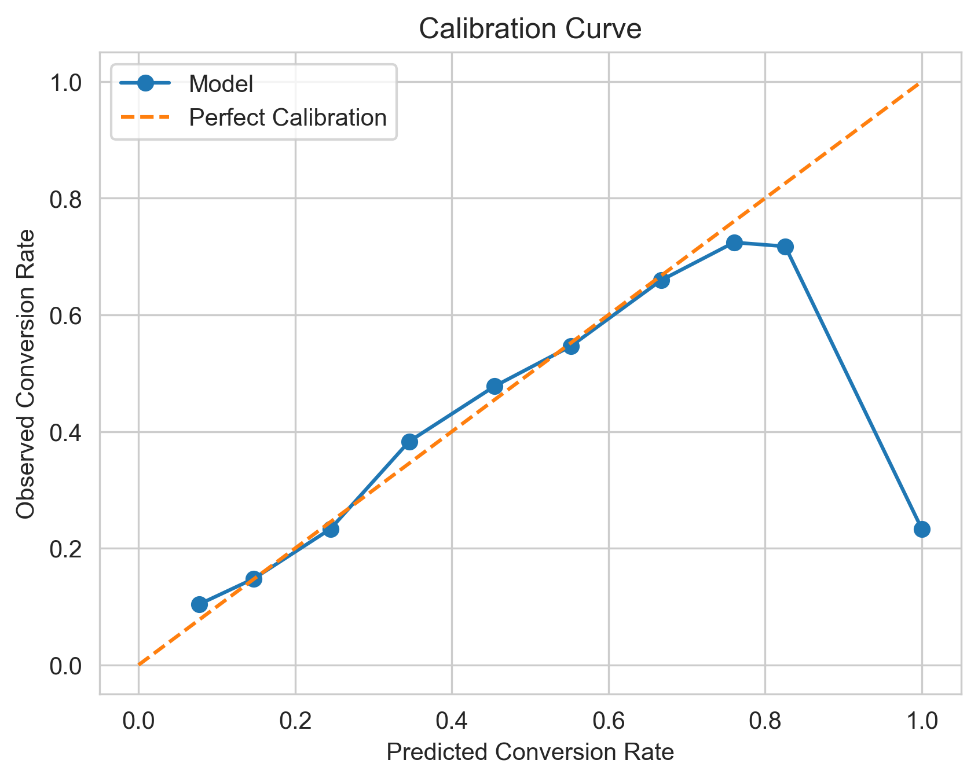 Calibration Curve
Model
Perfect Calibration
Observed Conversion Rate
1.0
0.8
0.6
0.4
0.2
0.0
0.0 0.2 0.4 0.6 0.8 1.0
Predicted Conversion Rate